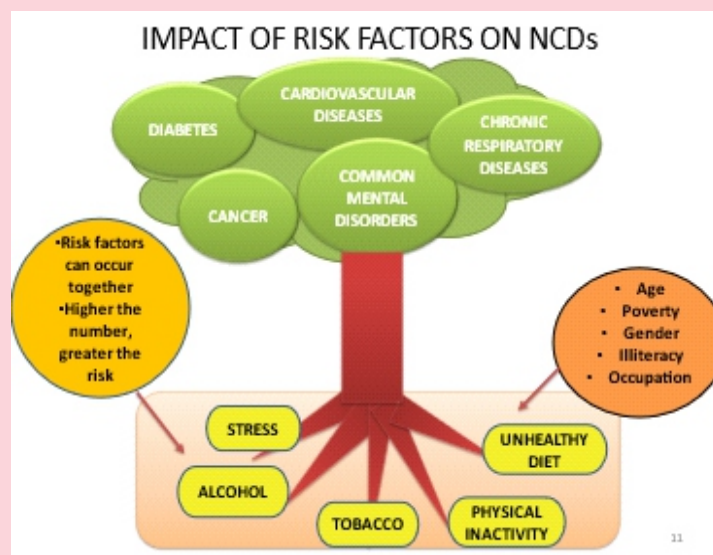 IMPACT OF RISK FACTORS ON NCDs
CARDIOVASCULAR
DISEASES
DIABETES
CHRONIC
RESPIRATORY
DISEASES
COMMON
MENTAL
DISORDERS
CANCER
•Risk factors
can occur
together
•Higher the
number,
greater the
risk
• Age
• Poverty
• Gender
• Illiteracy
• Occupation
STRESS
UNHEALTHY
DIET
ALCOHOL
TOBACCO
PHYSICAL
INACTIVITY
11